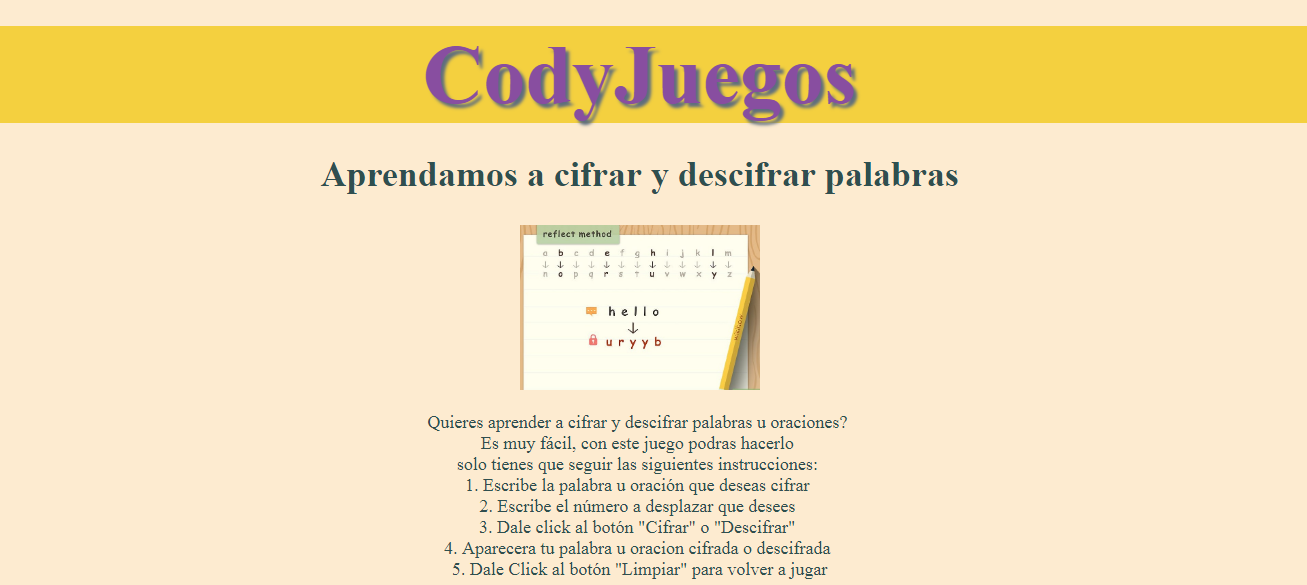 CodyJuegos
Aprendamos a cifrar y descifrar palabras
reflect method
a b c d e f g h i j k l m
n o p q r s t u v w x y z
hello
uryyb
Quieres aprender a cifrar y descifrar palabras u oraciones?
Es muy fácil, con este juego podras hacerlo
solo tienes que seguir las siguientes instrucciones:
1. Escribe la palabra u oración que deseas cifrar
2. Escribe el número a desplazar que desees
3. Dale click al botón "Cifrar" o "Descifrar"
4. Aparecera tu palabra u oracion cifrada o descifrada
5. Dale Click al botón "Limpiar" para volver a jugar